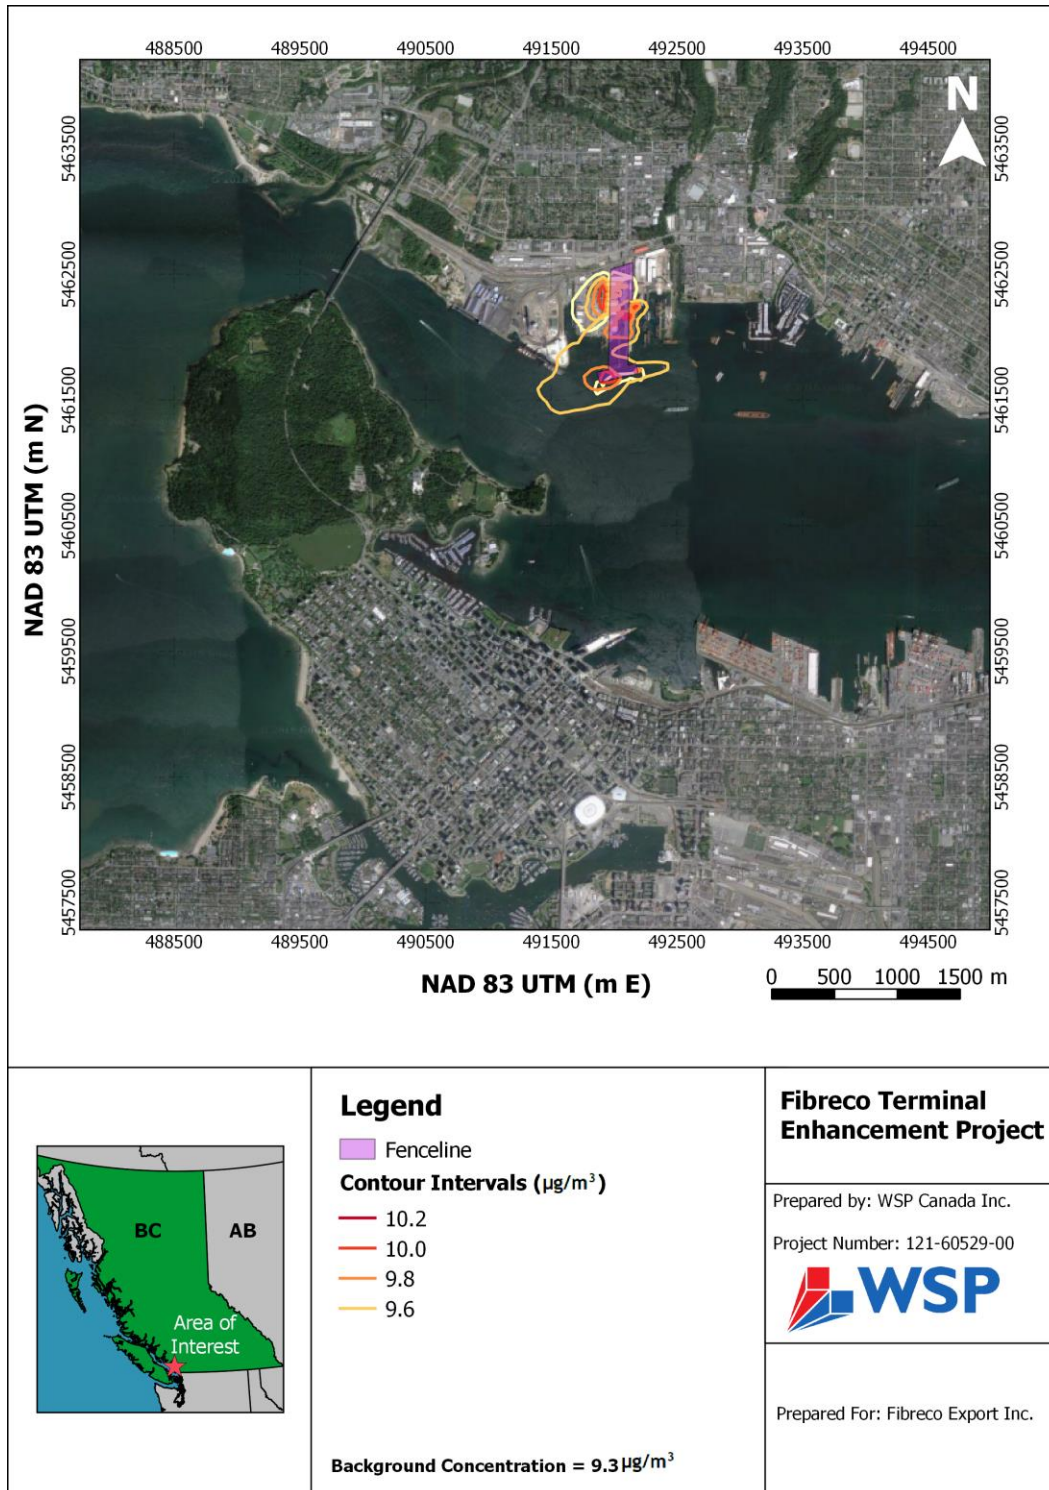 488500 489500 490500 491500 492500 493500 494500
N
5463500
5462500
5461500
5460500
5459500
5458500
5457500
NAD 83 UTM (m N)
5463500
5462500
5461500
5460500
5459500
5458500
5457500
488500 489500 490500 491500 492500 493500 494500
NAD 83 UTM (m E)
0 500 1000 1500 m
BC
AB
Area of
Interest
Legend
Fenceline
Contour Intervals (µg/m³)
10.2
10.0
9.8
9.6
Background Concentration = 9.3 µg/m³
Fibreco Terminal
Enhancement Project
Prepared by: WSP Canada Inc.
Project Number: 121-60529-00
WSP
Prepared For: Fibreco Export Inc.